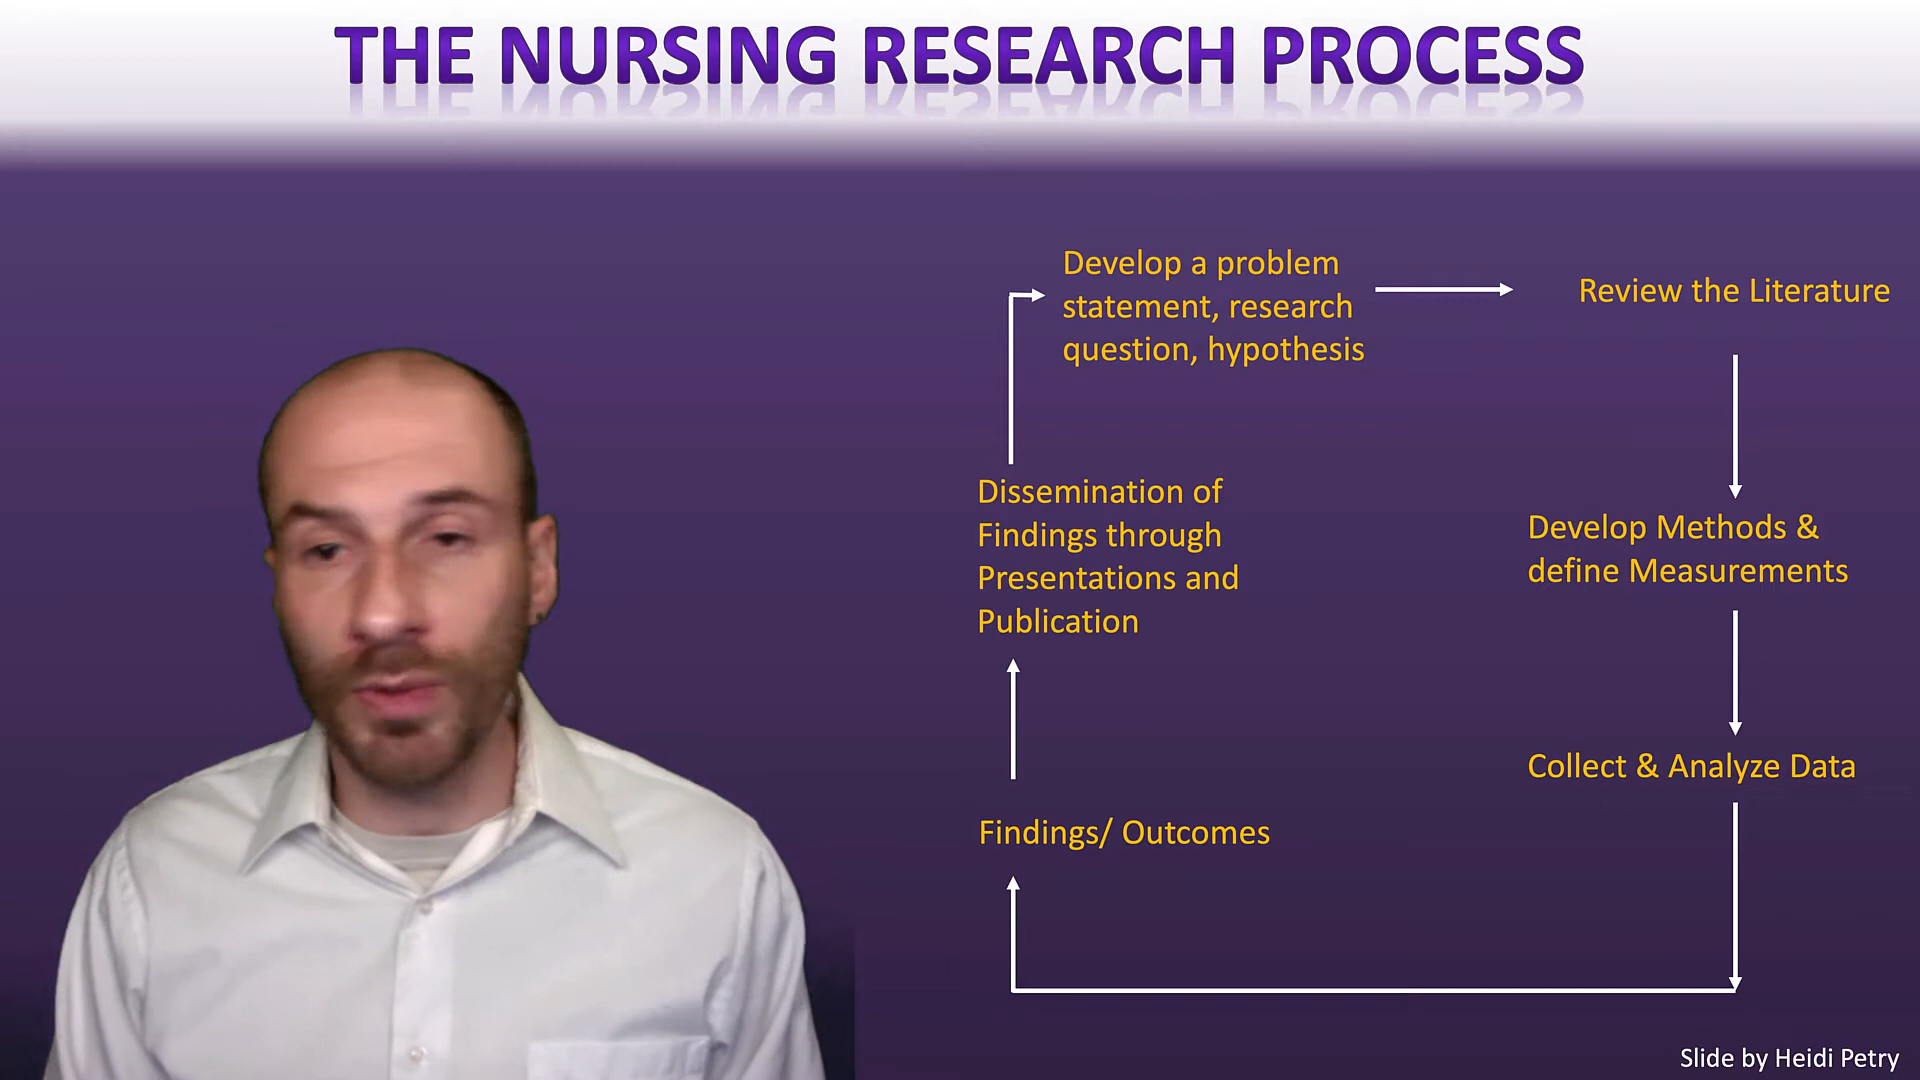 THE NURSING RESEARCH PROCESS
Develop a problem
statement, research
question, hypothesis
Review the Literature
Develop Methods &
define Measurements
Collect & Analyze Data
Findings/ Outcomes
Dissemination of
Findings through
Presentations and
Publication
Slide by Heidi Petry